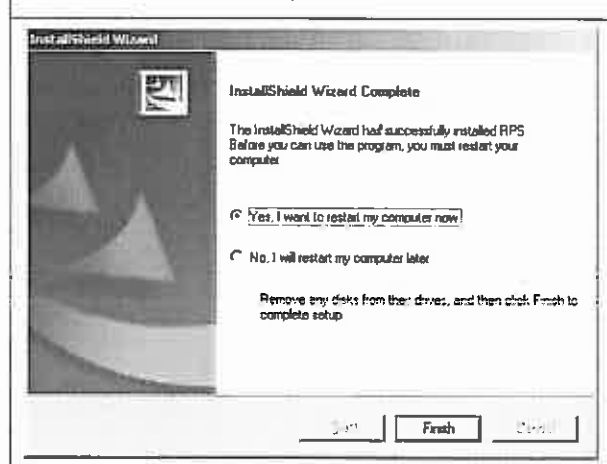 InstallShield Wizard
InstallShield Wizard Complete
The InstallShield Wizard has successfully installed RPS
Before you can use the program, you must restart your
computer
Yes, I want to restart my computer now!
No, I will restart my computer later
Remove any disks from their drives, and then click Finish to
complete setup
Finish